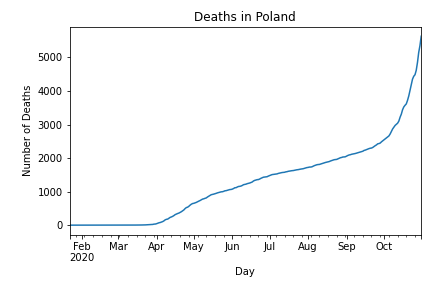 Deaths in Poland
Number of Deaths
5000
4000
3000
2000
1000
0
Feb Mar Apr May Jun Jul Aug Sep Oct
2020
Day